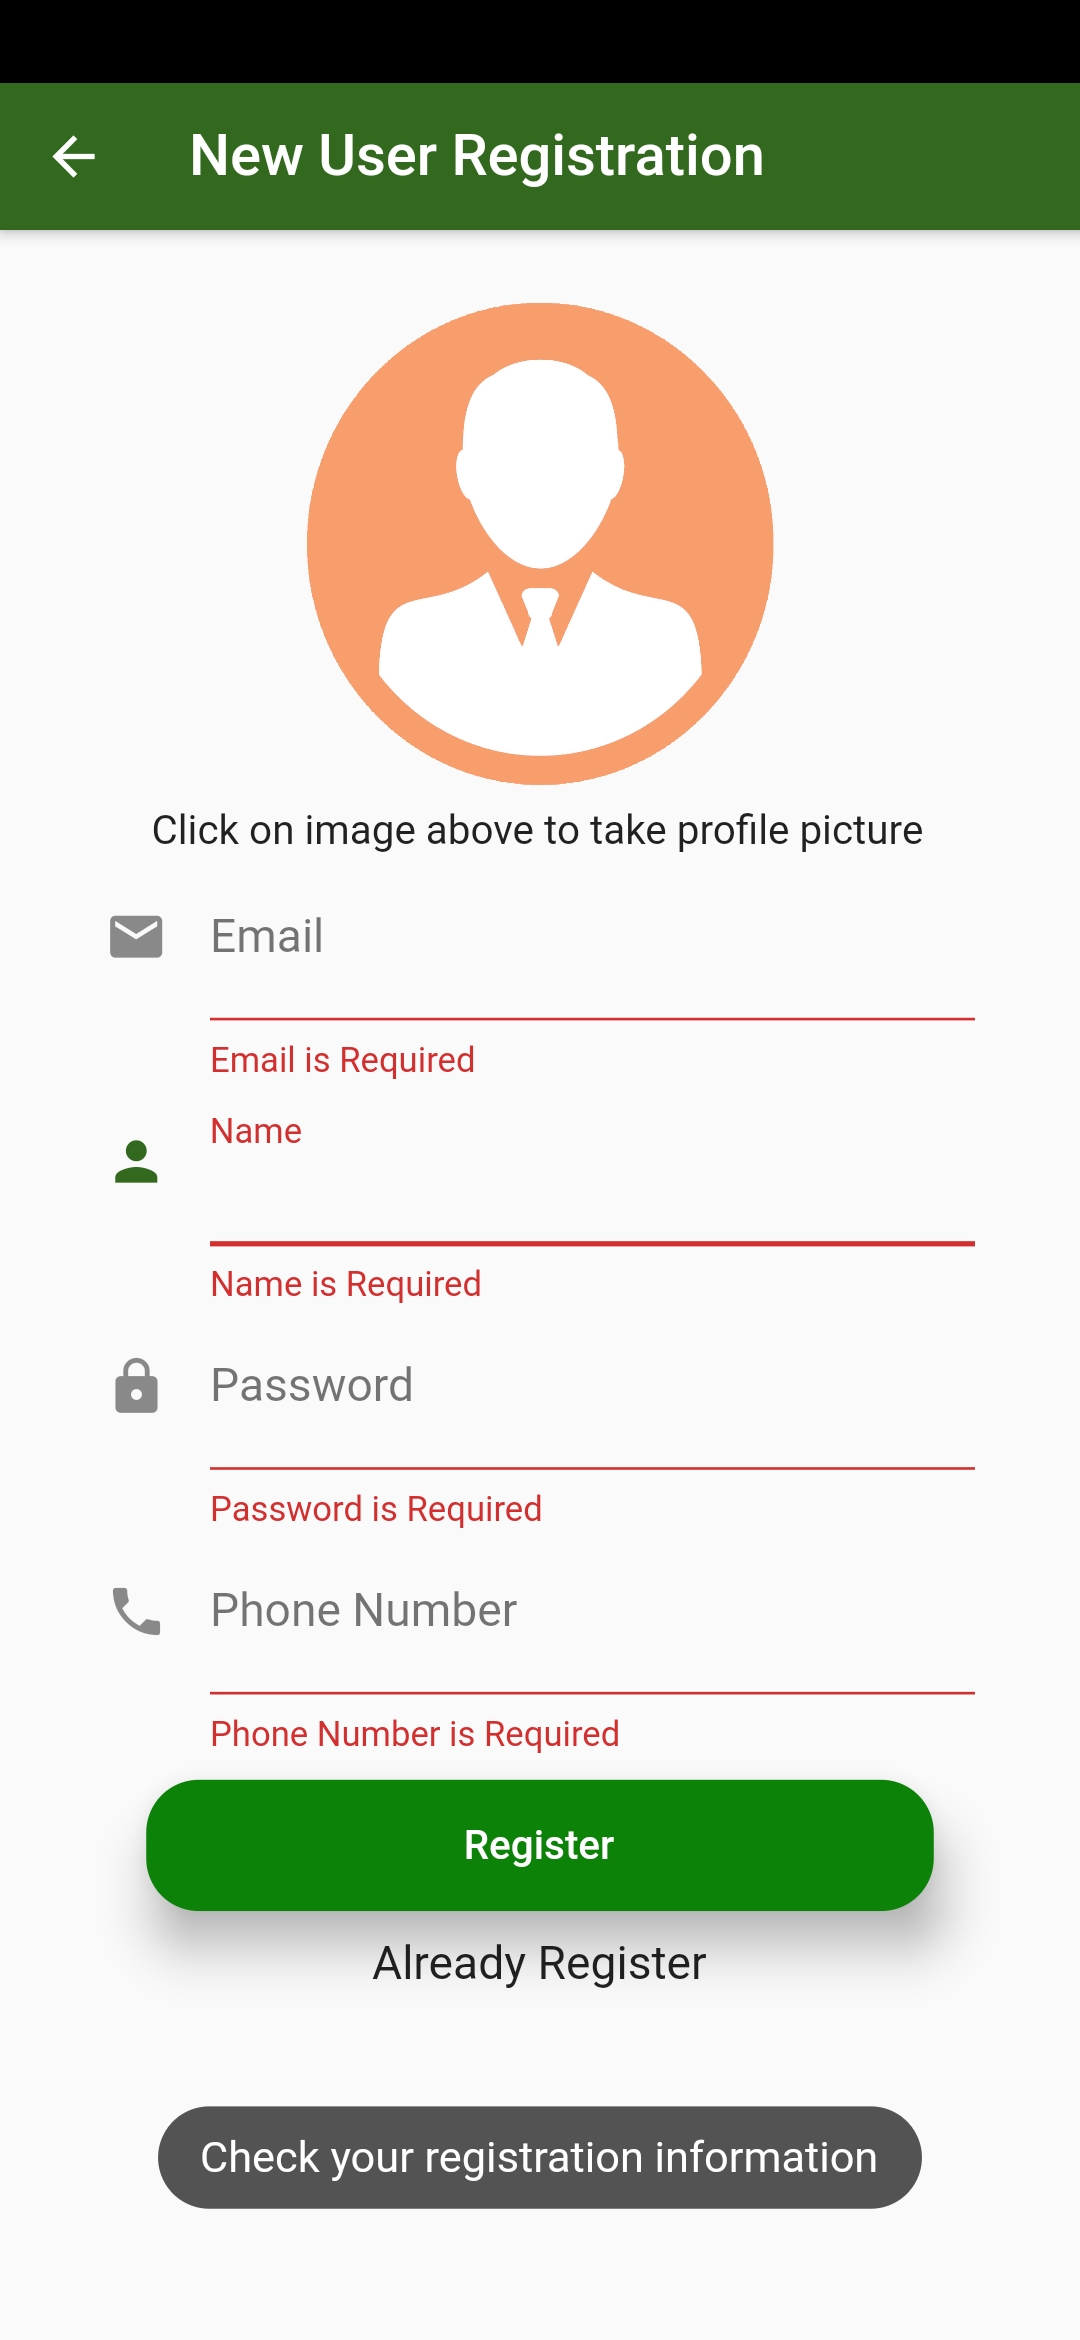 New User Registration
Click on image above to take profile picture
Email
Email is Required
Name
Name is Required
Password
Password is Required
Phone Number
Phone Number is Required
Register
Already Register
Check your registration information